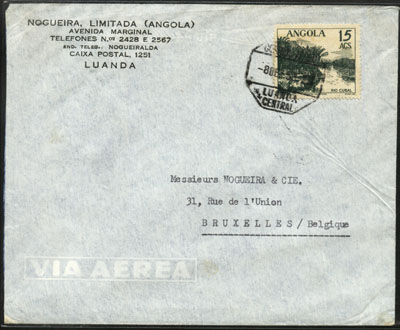 NOGUEIRA, LIMITADA (ANGOLA)
AVENIDA MARGINAL
TELEFONES N.os 2428 E 2567
END. TELEG.: NOGUEIRALDA
CAIXA POSTAL, 1251
LUANDA
ANGOLA 15
ACS
RIO CUBAL
LUANDA
CENTRAL
Messieurs NOGUEIRA & CIE.
31, Rue de l'Union
BRUXELLES/Belgique
VIA AÉREA